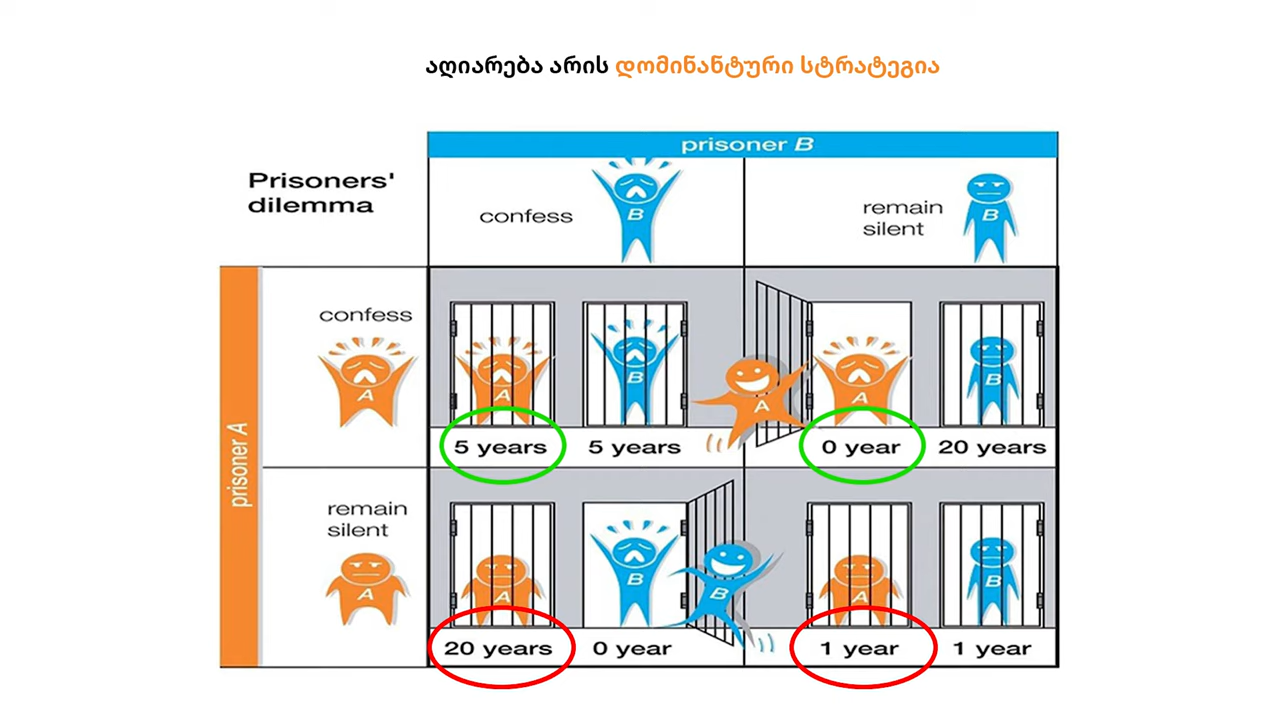 აღიარება არის დომინანტური სტრატეგია
prisoner B
Prisoners'
dilemma
confess
B
remain
silent
B
prisoner A
confess
A
A
B
A
A
B
5 years
5 years
0 year
20 years
remain
silent
A
A
B
B
A
B
20 years
0 year
1 year
1 year